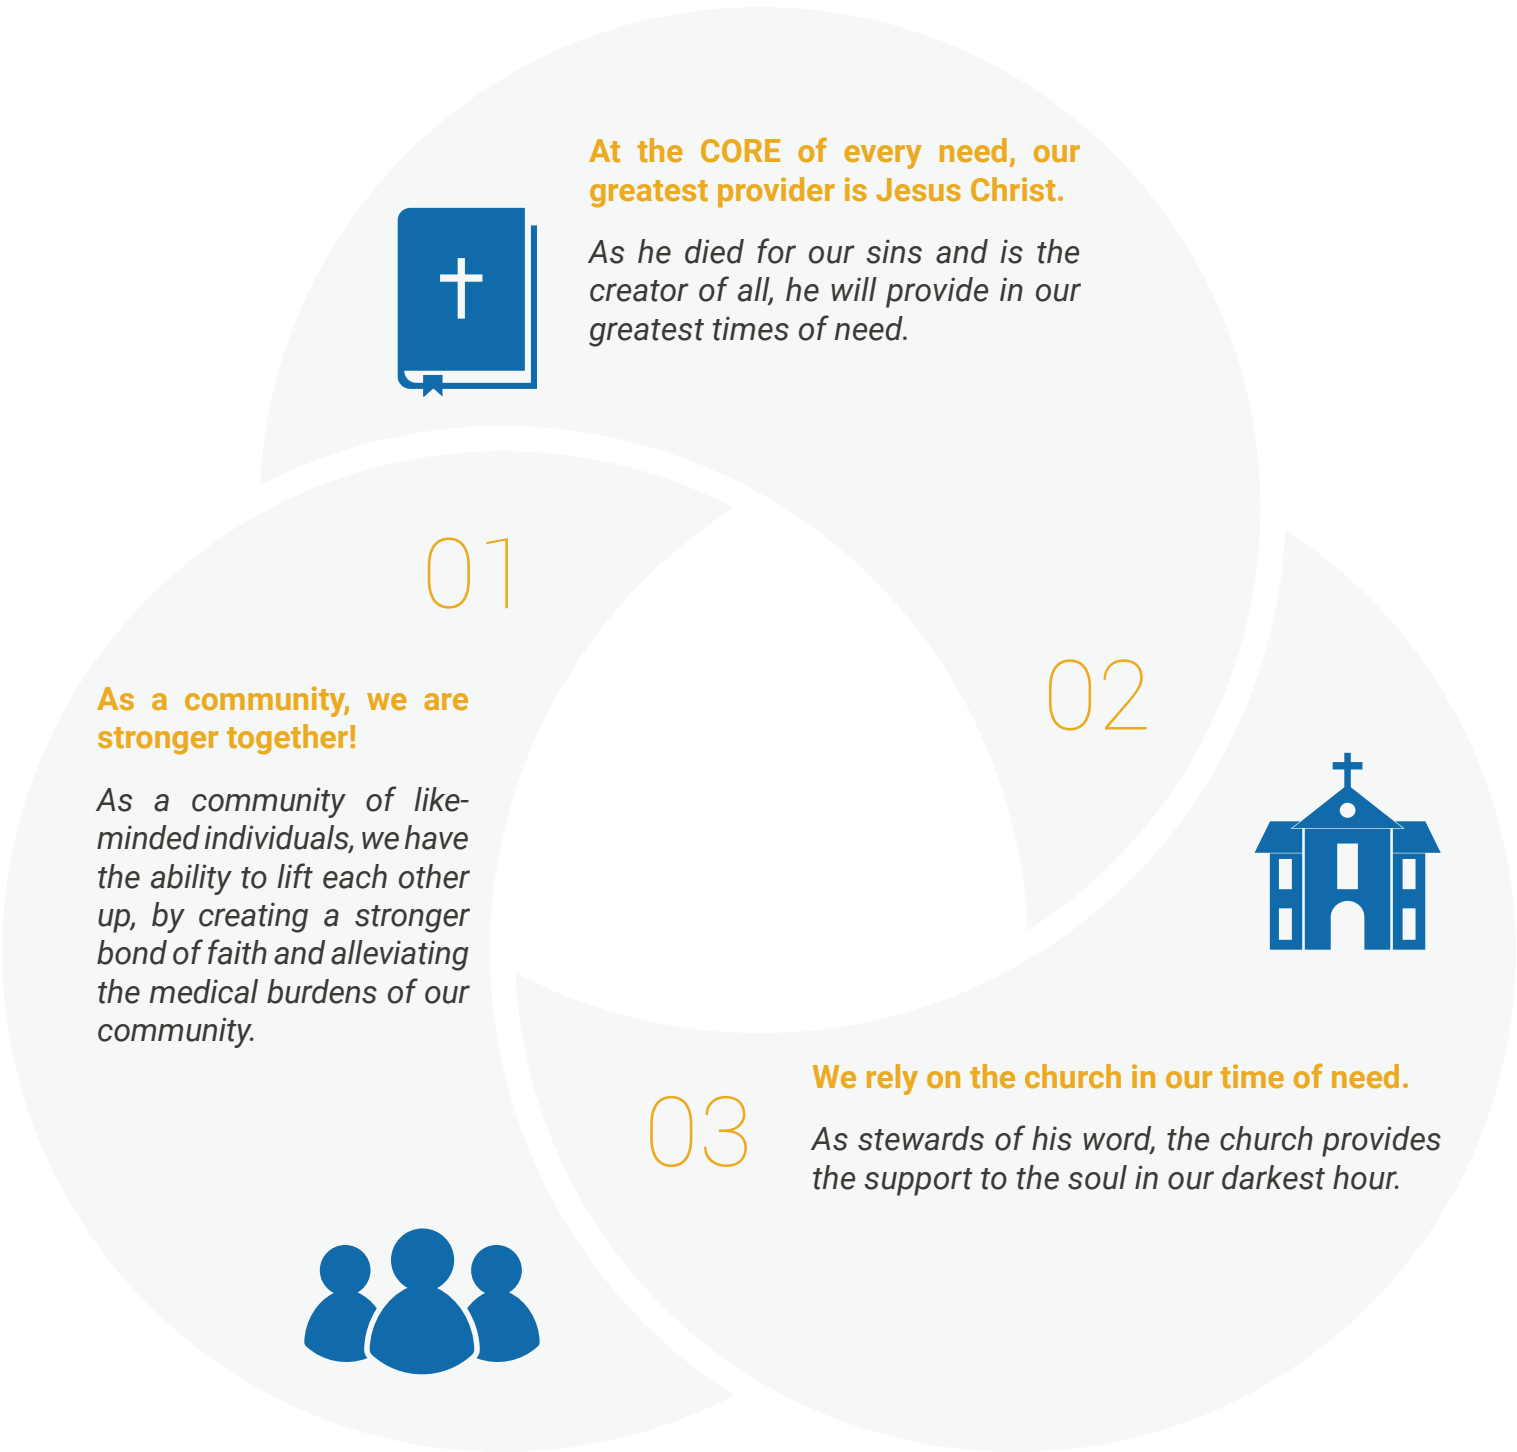 At the CORE of every need, our
greatest provider is Jesus Christ.
As he died for our sins and is the
creator of all, he will provide in our
greatest times of need.
01
As a community, we are
stronger together!
As a community of like-
minded individuals, we have
the ability to lift each other
up, by creating a stronger
bond of faith and alleviating
the medical burdens of our
community.
02
03
We rely on the church in our time of need.
As stewards of his word, the church provides
the support to the soul in our darkest hour.